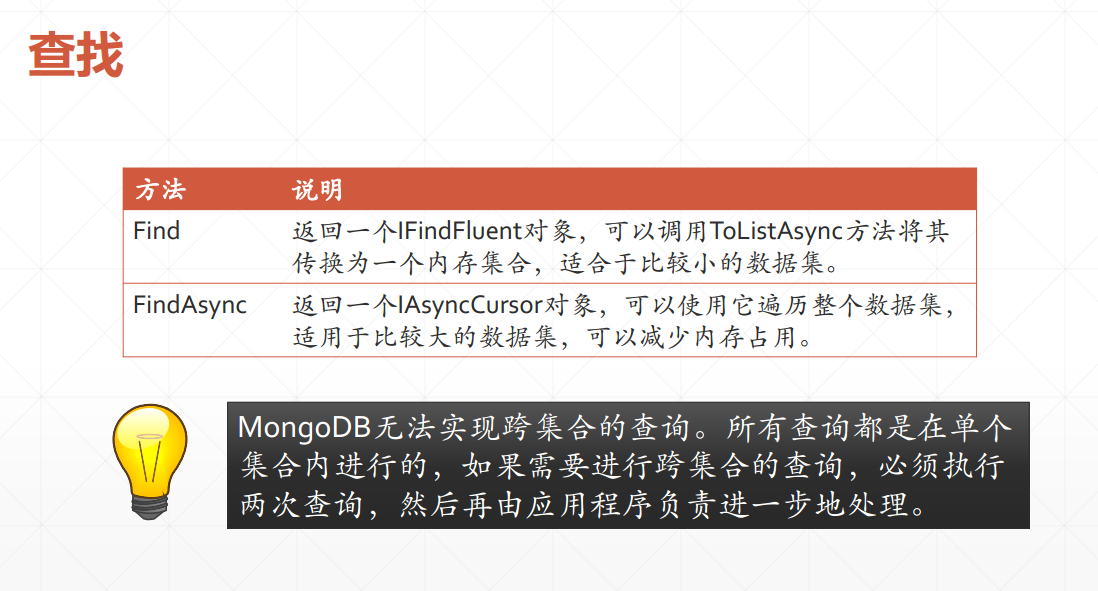 查找
方法 说明
Find 返回一个IFindFluent对象，可以调用ToListAsync方法将其
传换为一个内存集合，适合于比较小的数据集。
FindAsync 返回一个IAsyncCursor对象，可以使用它遍历整个数据集，
适用于比较大的数据集，可以减少内存占用。
MongoDB无法实现跨集合的查询。所有查询都是在单个
集合内进行的，如果需要进行跨集合的查询，必须执行
两次查询，然后再由应用程序负责进一步地处理。